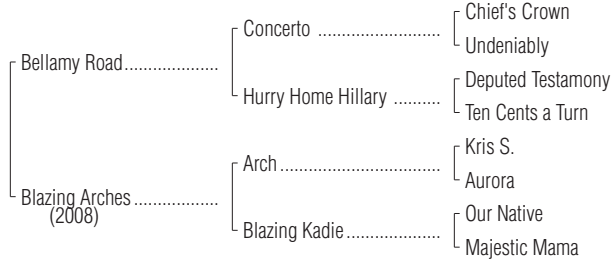 Chief's Crown
Concerto ........................
Undeniably
Bellamy Road...................
Deputed Testamony
Hurry Home Hillary ..........
Ten Cents a Turn
Kris S.
Arch ................................
Aurora
Blazing Arches .................
(2008)
Our Native
Blazing Kadie ....................
Majestic Mama